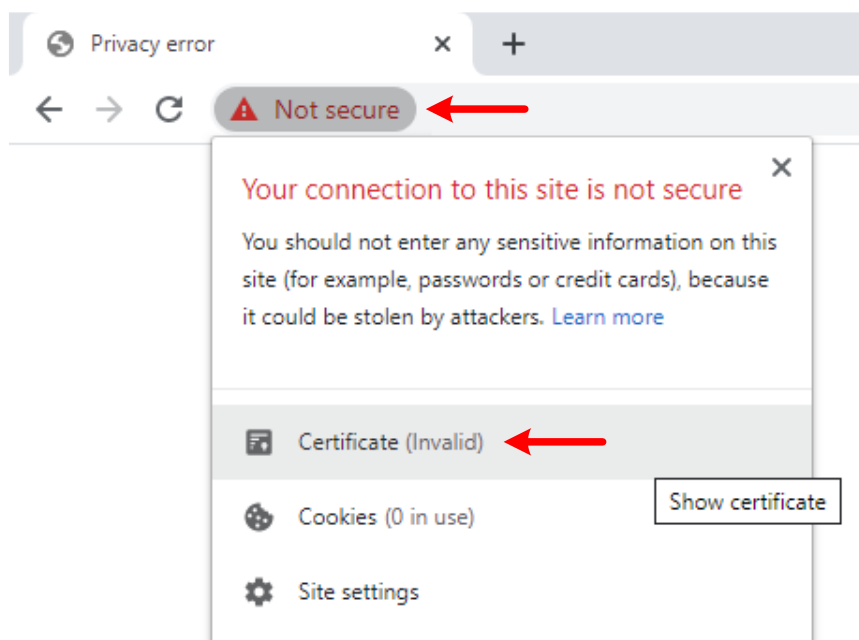 Privacy error
Not secure
Your connection to this site is not secure
You should not enter any sensitive information on this
site (for example, passwords or credit cards), because
it could be stolen by attackers. Learn more
Certificate (Invalid)
Show certificate
Cookies (0 in use)
Site settings